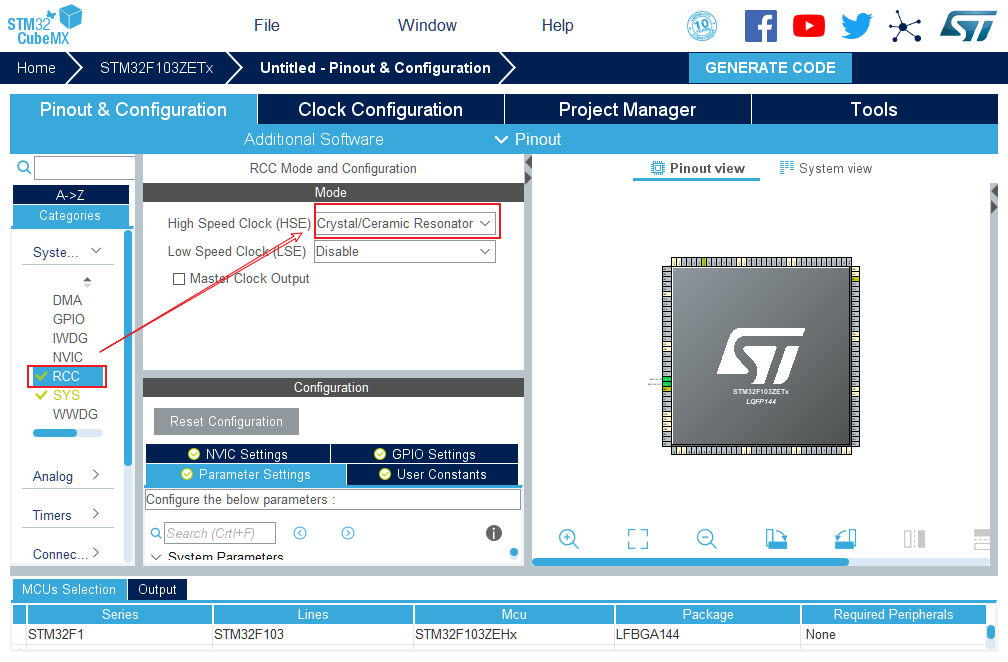 STM32
CubeMX
File
Window
Help
10
ST
Home
STM32F103ZETx
Untitled - Pinout & Configuration
GENERATE CODE
Pinout & Configuration
Clock Configuration
Project Manager
Tools
Additional Software
Pinout
RCC Mode and Configuration
Pinout view
System view
A->Z
Categories
Mode
Syste...
High Speed Clock (HSE)
Crystal/Ceramic Resonator
Low Speed Clock (LSE)
Disable
Master Clock Output
DMA
GPIO
IWDG
NVIC
RCC
SYS
WWDG
Analog
Timers
Connec...
Configuration
Reset Configuration
NVIC Settings
GPIO Settings
Parameter Settings
User Constants
Configure the below parameters :
Search (Crtl+F)
System Parameters
ST
STM32F103ZETx
LQFP144
MCUs Selection
Output
Series
Lines
Mcu
Package
Required Peripherals
STM32F1
STM32F103
STM32F103ZEHx
LFBGA144
None